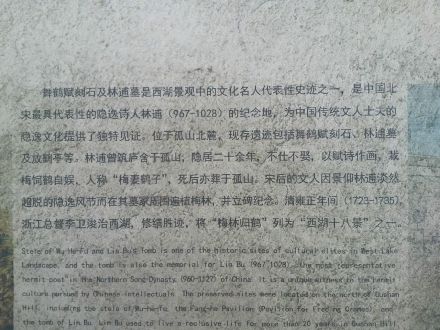 舞鹤赋刻石及林逋墓是西湖景观中的文化名人代表性史迹之一，是中国北
宋最具代表性的隐逸诗人林逋（967-1028）的纪念地，为中国传统文人士大夫的
隐逸文化提供了独特见证。位于孤山北麓，现存遗迹包括舞鹤赋刻石、林逋墓
及放鹤亭等。林逋曾筑庐舍于孤山，隐居二十余年，不仕不娶，以赋诗作画，栽
梅饲鹤自娱，人称“梅妻鹤子”，死后亦葬于孤山。宋后的文人因景仰林逋淡然
超脱的隐逸风节而在其墓家周围遍植梅林，并立碑纪念。清雍正年间（1723-1735），
浙江总督李卫浚治西湖，修缮胜迹，将“梅林归鹤”列为“西湖十八景”之一。
Stele of Wu-He-Fu and Lin Bu's Tomb is one of the historic sites of cultural elites in West Lake
Landscape, and the tomb is also the memorial for Lin Bu (967-1028), "the most representative
hermit poet" in the Northern Song Dynasty (960-1127) of China. It is a unique witness to the hermit
culture pursued by Chinese intellectuals. The preserved sites were located on the north of Gushan
Hill, including the stele of Wu-He-Fu, the Fang-he Pavilion (Pavilion for Freeing Cranes), and
the tomb of Lin Bu. Lin Bu used to live a reclusive life for more than 20 years in Gushan Hill,